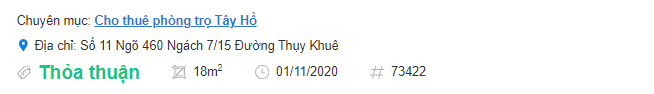 Chuyên mục: Cho thuê phòng trọ Tây Hồ
Địa chỉ: Số 11 Ngõ 460 Ngách 7/15 Đường Thụy Khuê
Thỏa thuận 18m² 01/11/2020 # 73422